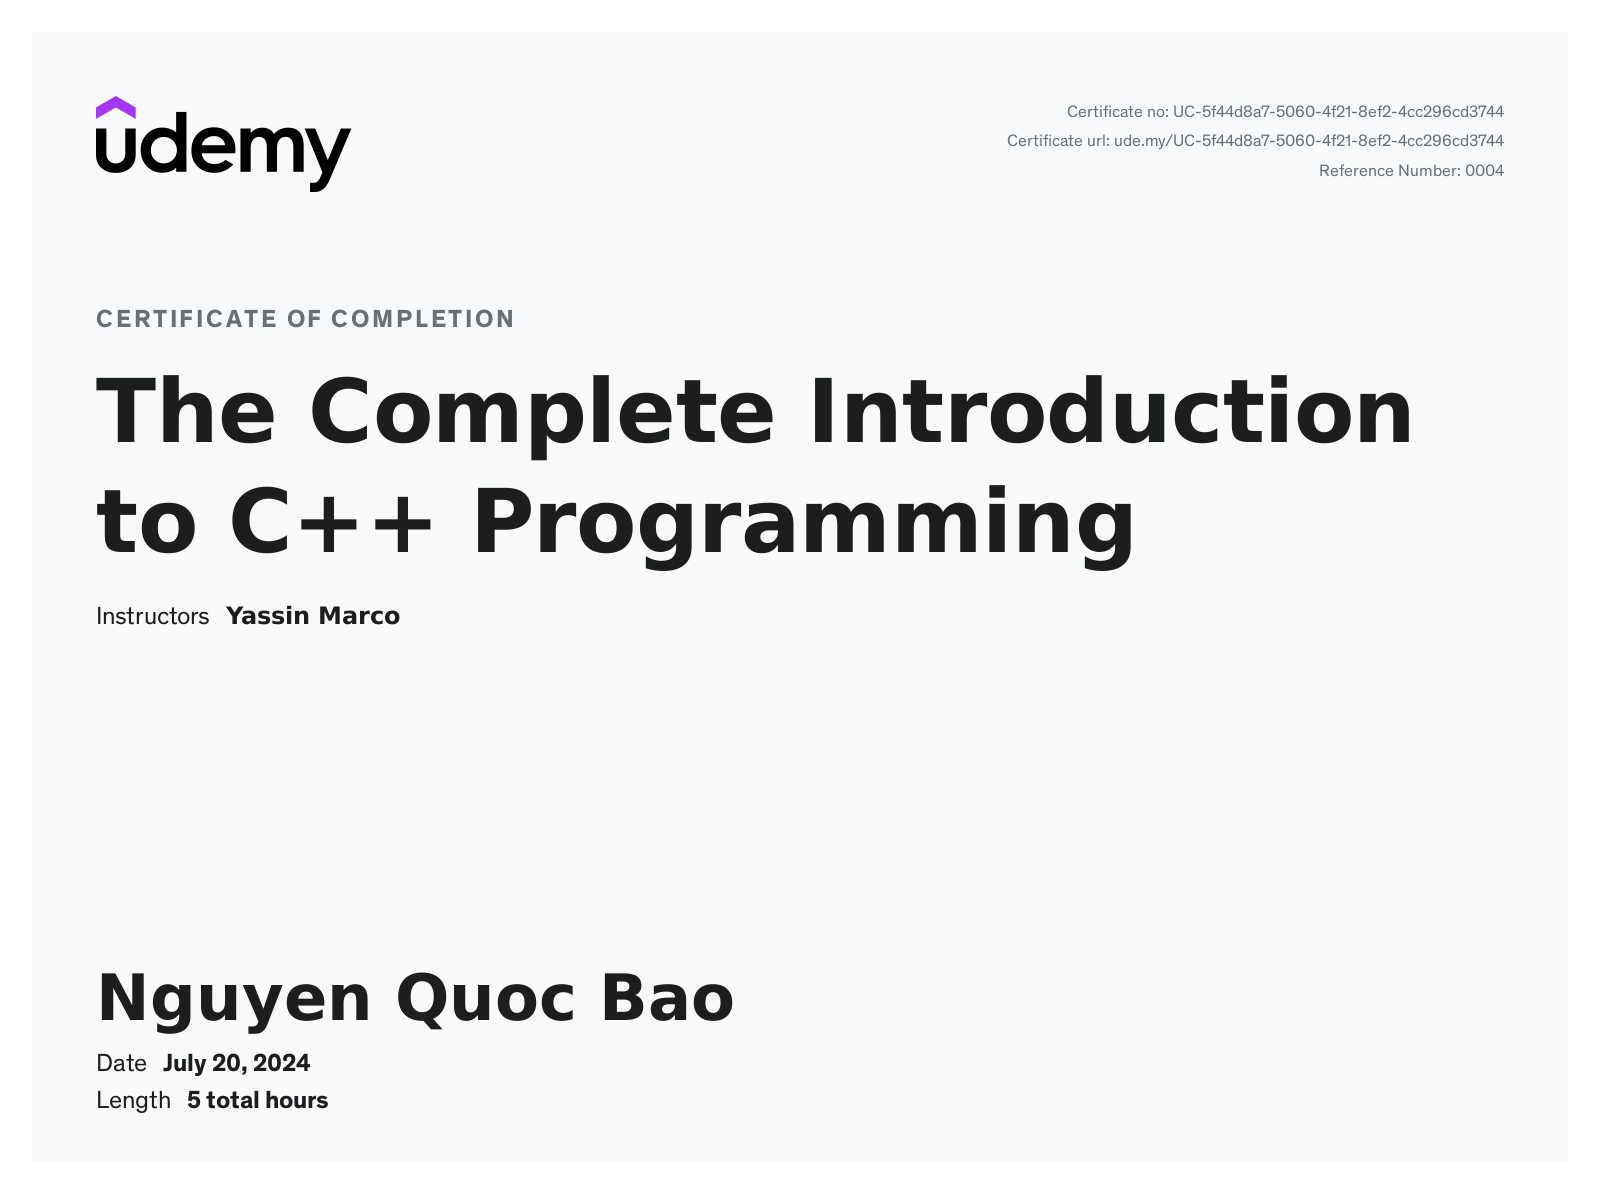 udemy
Certificate no: UC-5f44d8a7-5060-4f21-8ef2-4cc296cd3744
Certificate url: ude.my/UC-5f44d8a7-5060-4f21-8ef2-4cc296cd3744
Reference Number: 0004
CERTIFICATE OF COMPLETION
The Complete Introduction
to C++ Programming
Instructors Yassin Marco
Nguyen Quoc Bao
Date July 20, 2024
Length 5 total hours